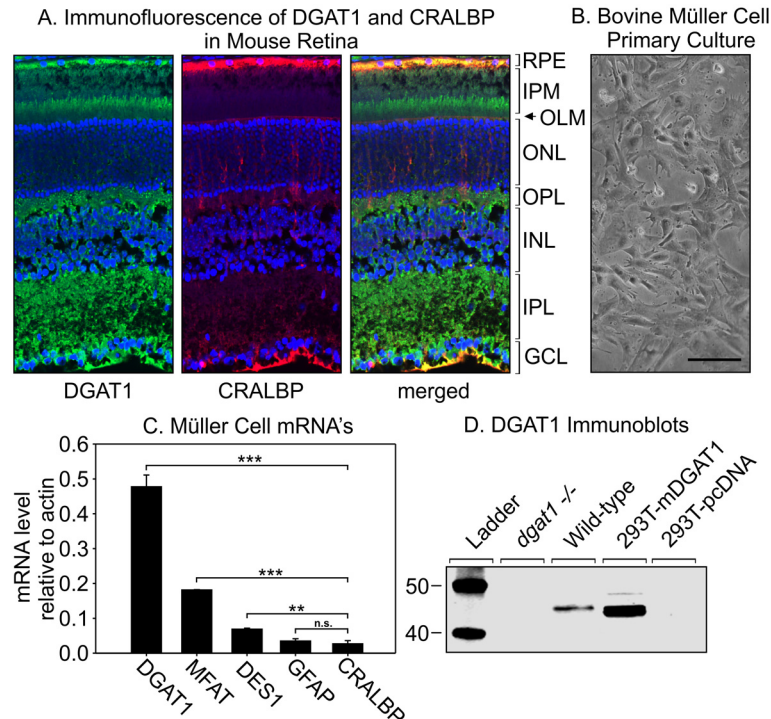 A. Immunofluorescence of DGAT1 and CRALBP
in Mouse Retina
RPE
IPM
OLM
ONL
OPL
INL
IPL
GCL
DGAT1
CRALBP
merged
B. Bovine Müller Cell
Primary Culture
C. Müller Cell mRNA's
mRNA level
relative to actin
0.6
0.5
0.4
0.3
0.2
0.1
0.0
***
***
**
n.s.
DGAT1
MFAT
DES1
GFAP
CRALBP
D. DGAT1 Immunoblots
Ladder
dgat1 -/-
Wild-type
293T-mDGAT1
293T-pcDNA
50
40